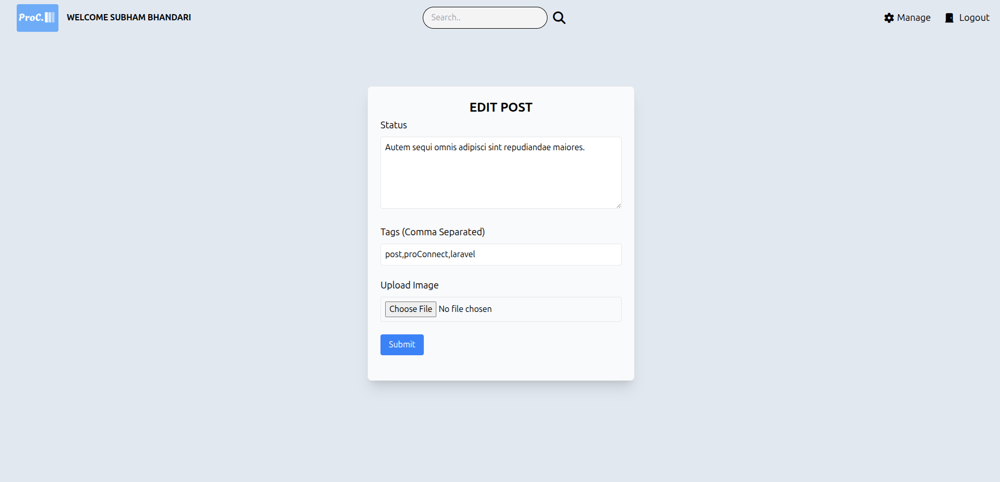 ProC.
WELCOME SUBHAM BHANDARI
Search..
Manage
Logout
EDIT POST
Status
Autem sequi omnis adipisci sint repudiandae maiores.
Tags (Comma Separated)
post,proConnect,laravel
Upload Image
Choose File No file chosen
Submit